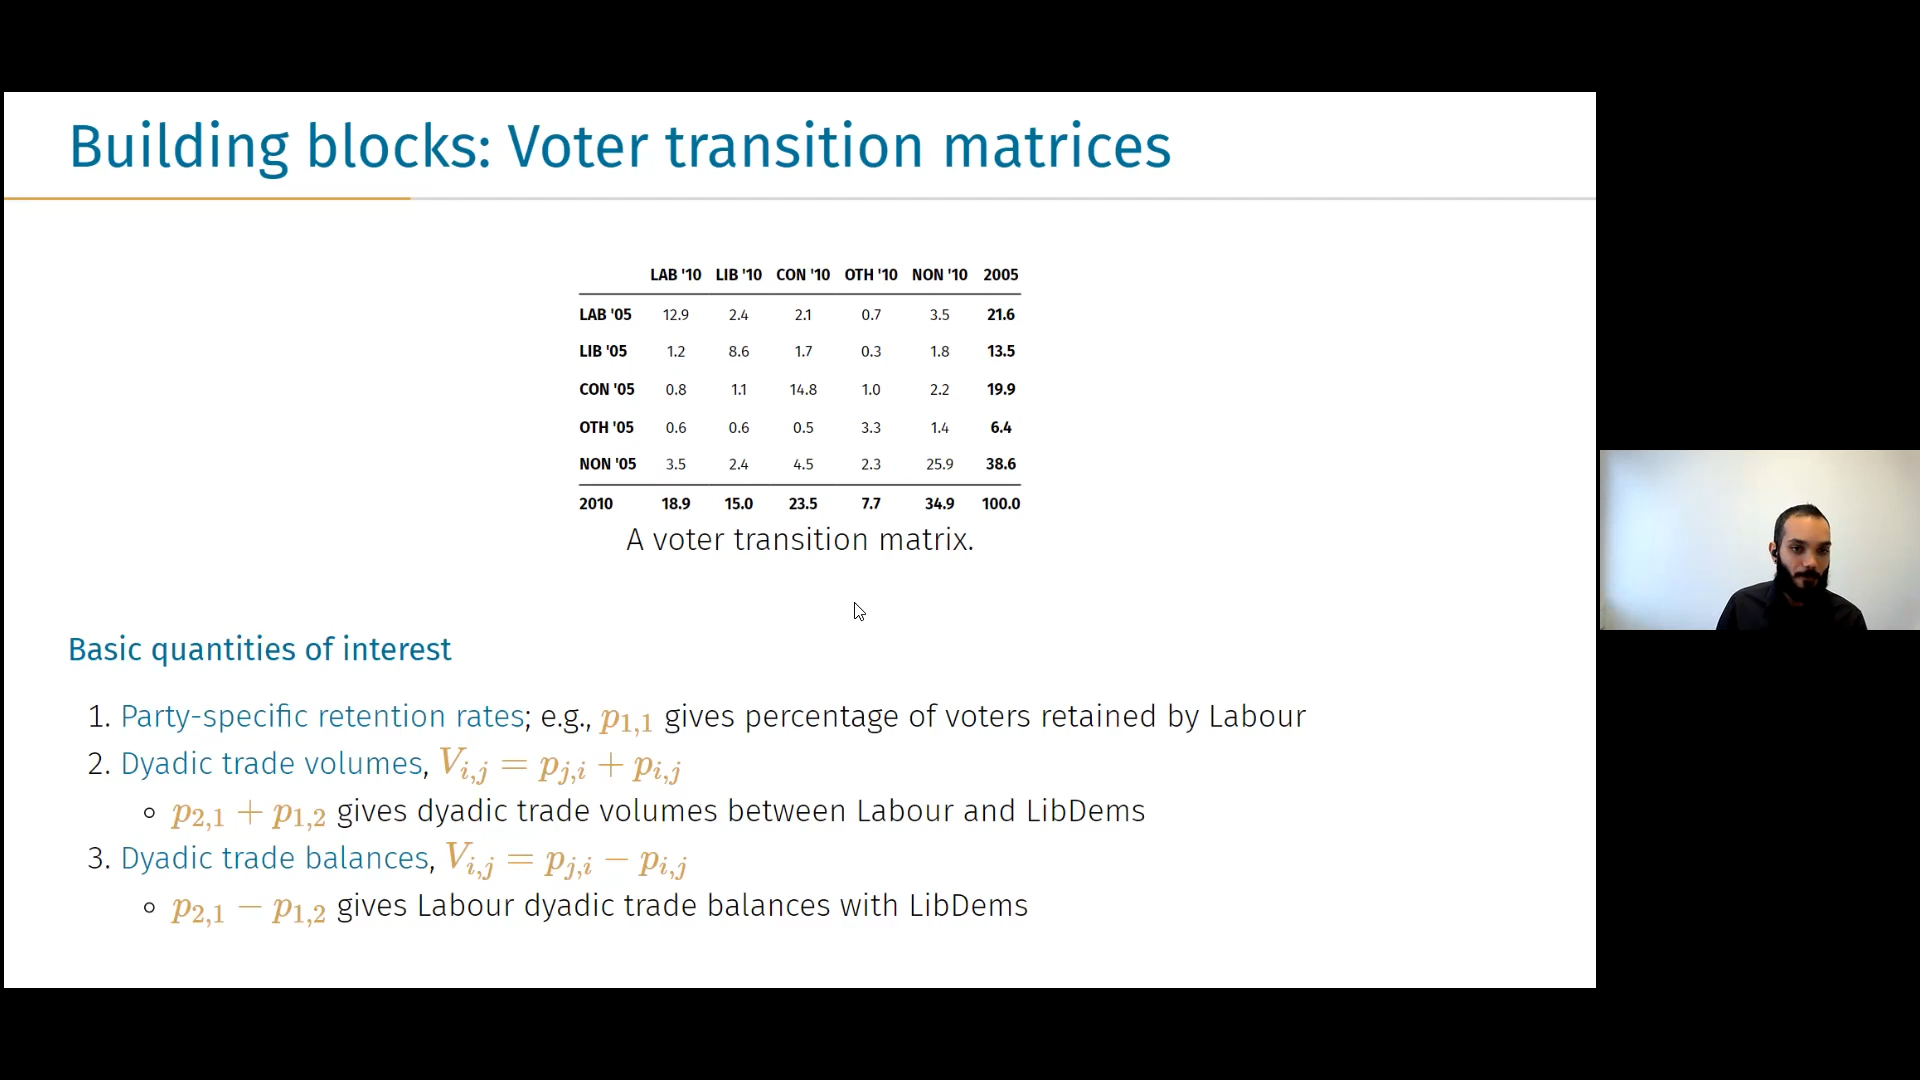 Building blocks: Voter transition matrices
LAB '10 LIB '10 CON '10 OTH '10 NON '10 2005
LAB '05 12.9 2.4 2.1 0.7 3.5 21.6
LIB '05 1.2 8.6 1.7 0.3 1.8 13.5
CON '05 0.8 1.1 14.8 1.0 2.2 19.9
OTH '05 0.6 0.6 0.5 3.3 1.4 6.4
NON '05 3.5 2.4 4.5 2.3 25.9 38.6
2010 18.9 15.0 23.5 7.7 34.9 100.0
A voter transition matrix.
Basic quantities of interest
1. Party-specific retention rates; e.g., p1,1 gives percentage of voters retained by Labour
2. Dyadic trade volumes, Vi,j = pj,i + pi,j
∘ p2,1 + p1,2 gives dyadic trade volumes between Labour and LibDems
3. Dyadic trade balances, Vi,j = pj,i − pi,j
∘ p2,1 − p1,2 gives Labour dyadic trade balances with LibDems